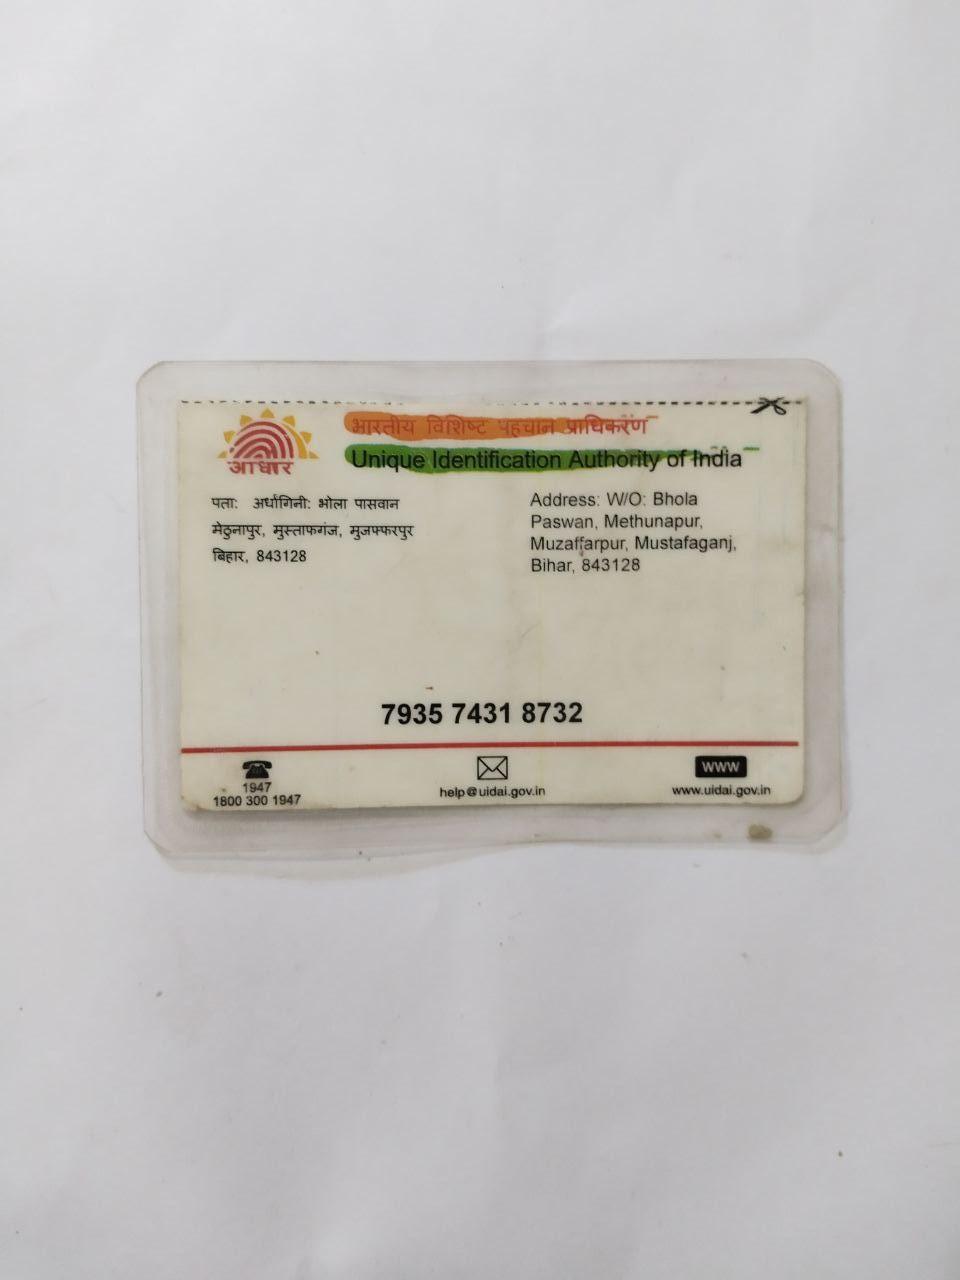 भारतीय विशिष्ट पहचान प्राधिकरण
Unique Identification Authority of India
आधार
पता: अर्धांगिनी: भोला पासवान
मेठुनापुर, मुस्ताफगंज, मुजफ्फरपुर
बिहार, 843128
Address: W/O: Bhola
Paswan, Methunapur,
Muzaffarpur, Mustafaganj,
Bihar, 843128
7935 7431 8732
1947
1800 300 1947
help@uidai.gov.in
WWW
www.uidai.gov.in